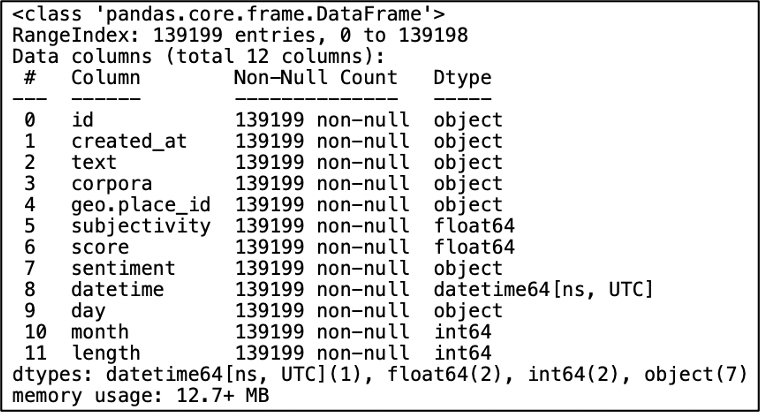 <class 'pandas.core.frame.DataFrame'>
RangeIndex: 139199 entries, 0 to 139198
Data columns (total 12 columns):
 #   Column         Non-Null Count   Dtype
---  ------         --------------   -----
 0   id             139199 non-null  object
 1   created_at     139199 non-null  object
 2   text           139199 non-null  object
 3   corpora        139199 non-null  object
 4   geo.place_id   139199 non-null  object
 5   subjectivity   139199 non-null  float64
 6   score          139199 non-null  float64
 7   sentiment      139199 non-null  object
 8   datetime       139199 non-null  datetime64[ns, UTC]
 9   day            139199 non-null  object
 10  month          139199 non-null  int64
 11  length         139199 non-null  int64
dtypes: datetime64[ns, UTC](1), float64(2), int64(2), object(7)
memory usage: 12.7+ MB